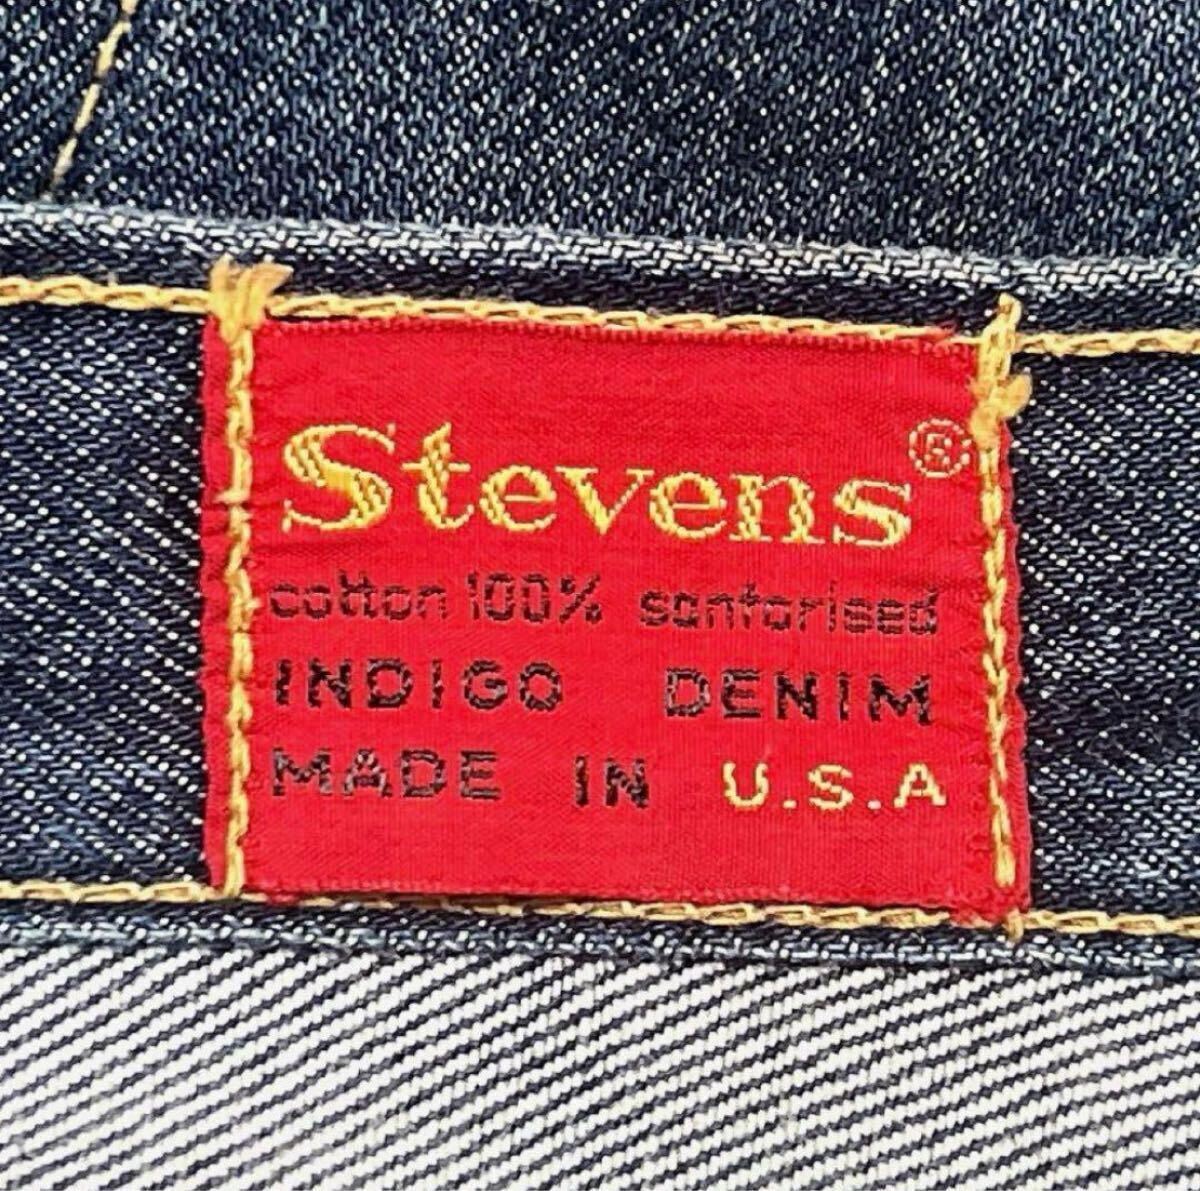 Stevens®
cotton 100% sanforised
INDIGO DENIM
MADE IN U.S.A